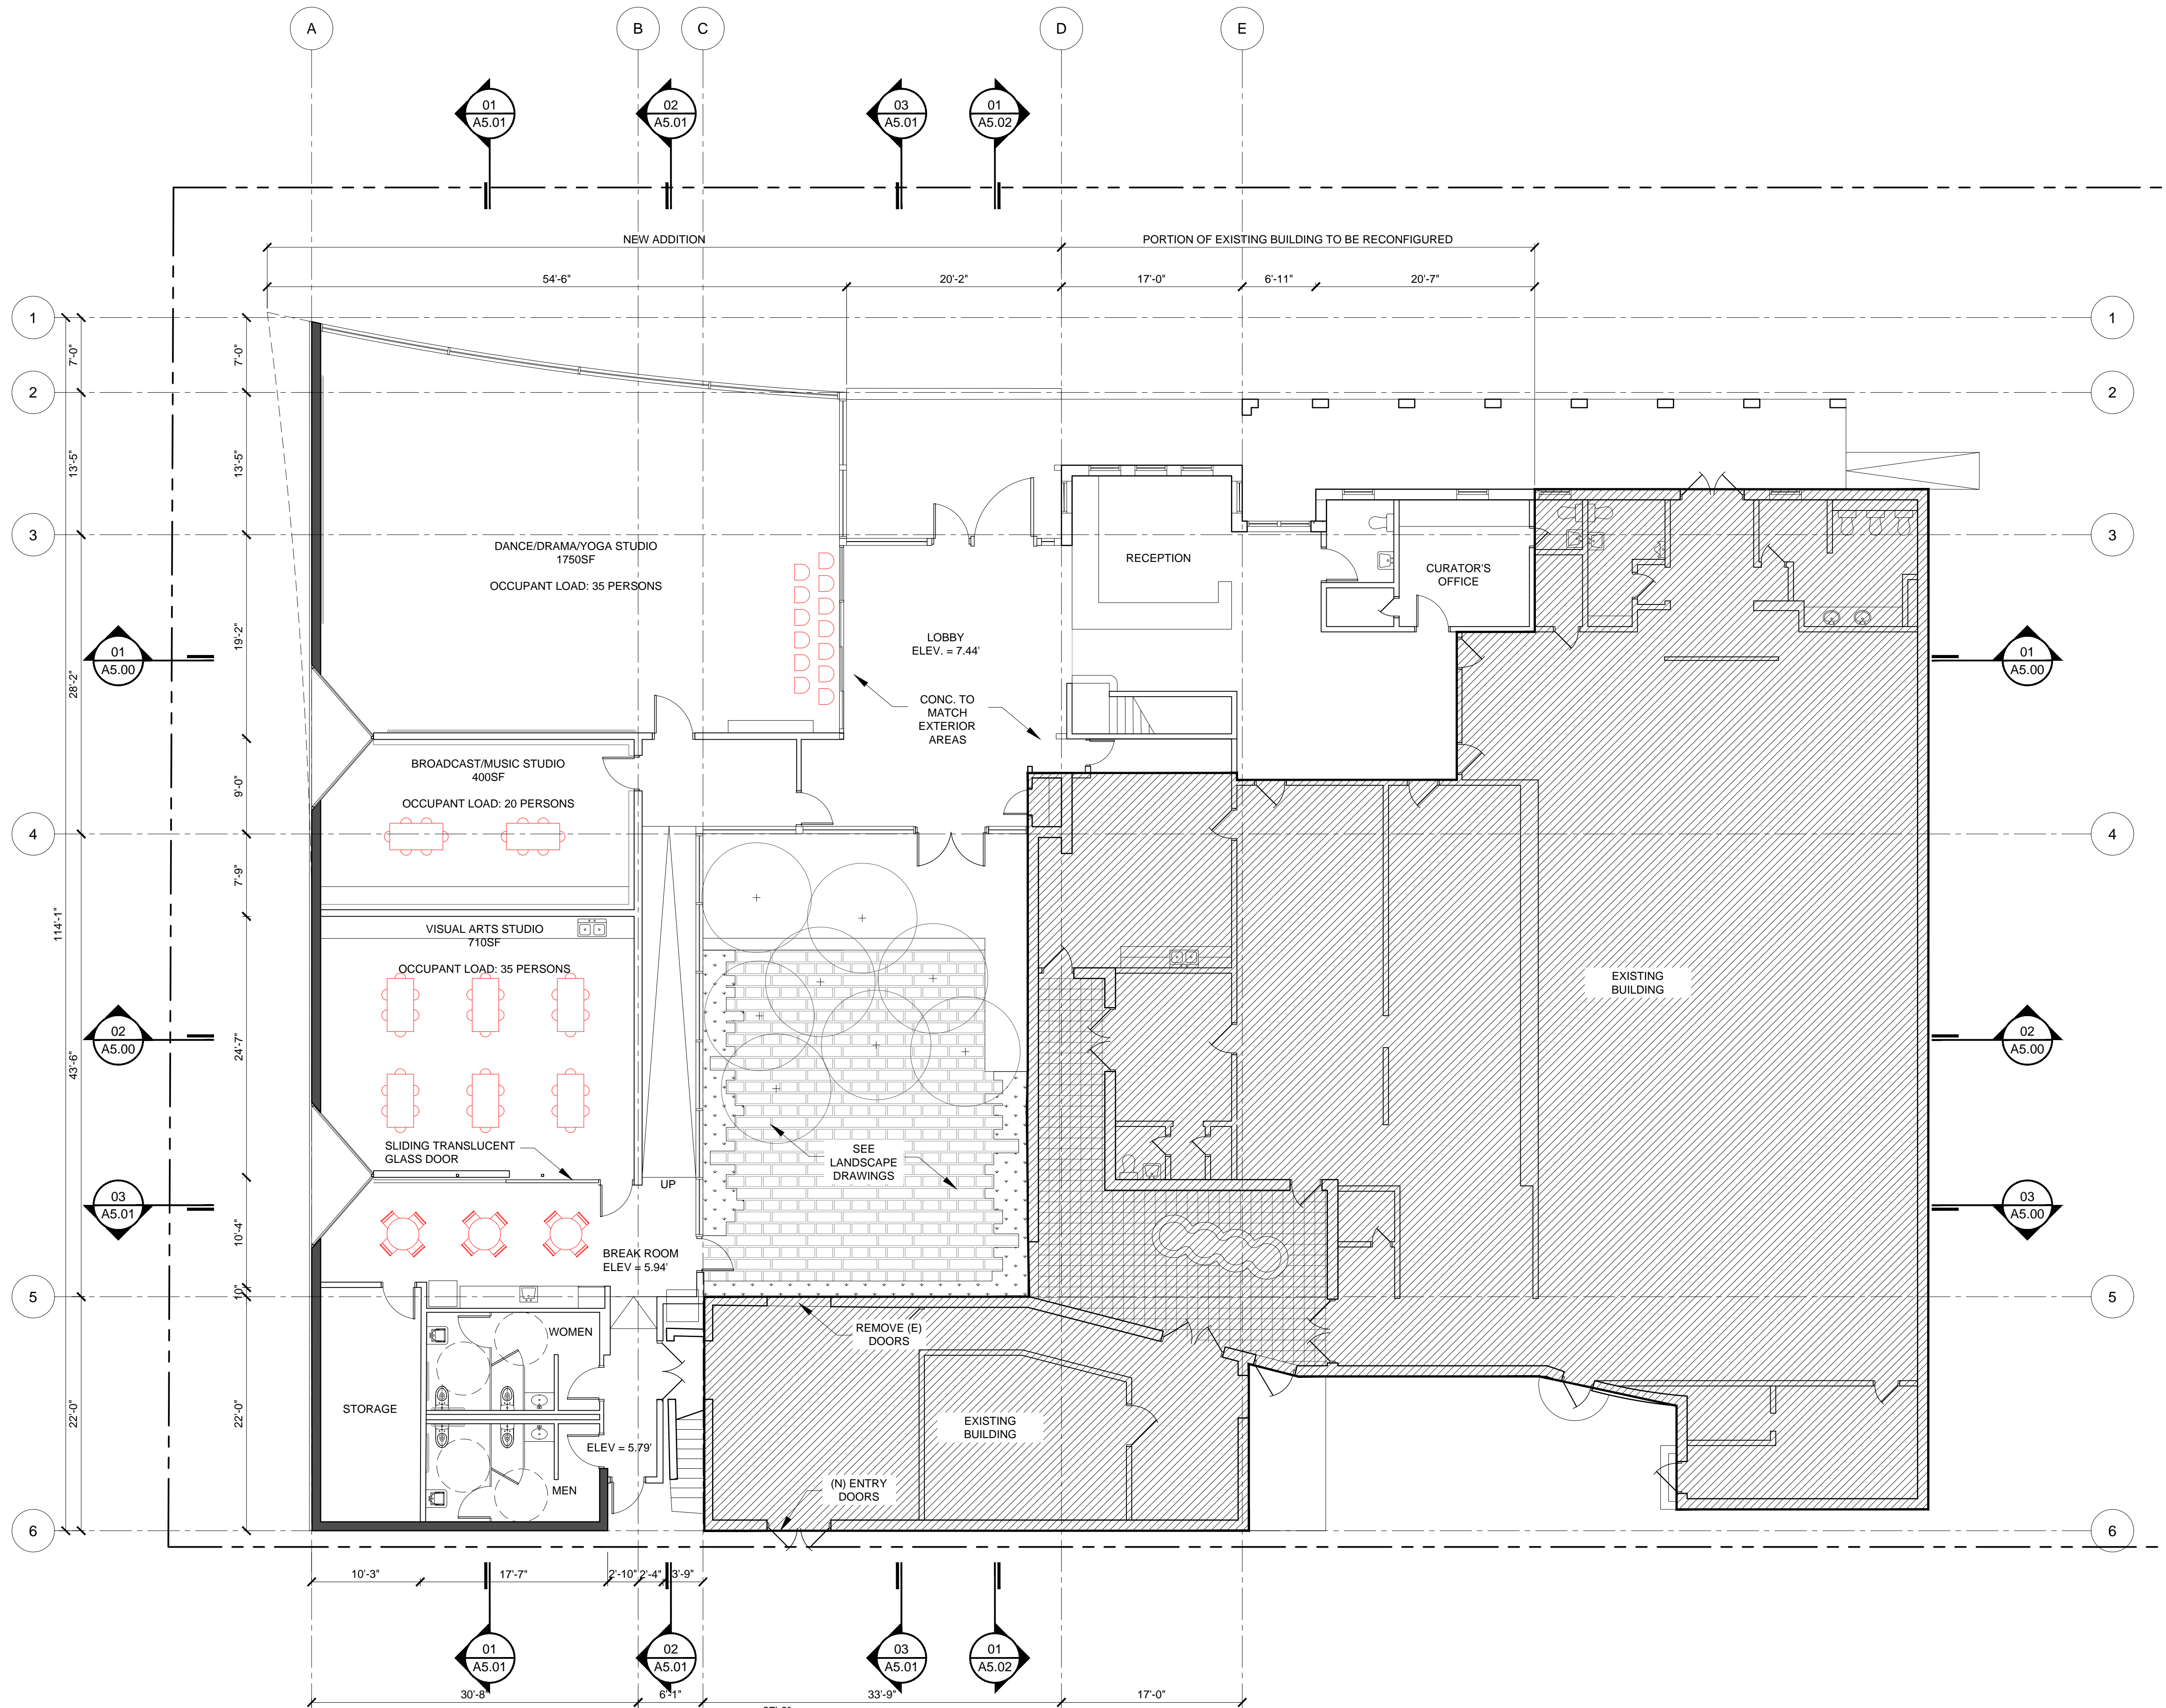 A
B
C
D
E
01
A5.01
02
A5.01
03
A5.01
01
A5.02
NEW ADDITION
PORTION OF EXISTING BUILDING TO BE RECONFIGURED
54'-6"
20'-2"
17'-0"
6'-11"
20'-7"
1
1
7'-0"
7'-0"
2
2
13'-5"
13'-5"
3
3
DANCE/DRAMA/YOGA STUDIO
1750SF
OCCUPANT LOAD: 35 PERSONS
RECEPTION
CURATOR'S
OFFICE
LOBBY
ELEV. = 7.44'
01
A5.00
01
A5.00
28'-2"
19'-2"
CONC. TO
MATCH
EXTERIOR
AREAS
BROADCAST/MUSIC STUDIO
400SF
OCCUPANT LOAD: 20 PERSONS
9'-0"
4
4
7'-9"
114'-1"
VISUAL ARTS STUDIO
710SF
OCCUPANT LOAD: 35 PERSONS
EXISTING
BUILDING
02
A5.00
02
A5.00
43'-6"
24'-7"
SLIDING TRANSLUCENT
GLASS DOOR
SEE
LANDSCAPE
DRAWINGS
UP
03
A5.01
03
A5.00
10'-4"
BREAK ROOM
ELEV = 5.94'
10"
5
5
WOMEN
REMOVE (E)
DOORS
STORAGE
22'-0"
22'-0"
EXISTING
BUILDING
ELEV = 5.79'
MEN
(N) ENTRY
DOORS
6
6
10'-3"
17'-7"
2'-10"
2'-4"
3'-9"
01
A5.01
02
A5.01
03
A5.01
01
A5.02
30'-8"
6'-1"
33'-9"
17'-0"